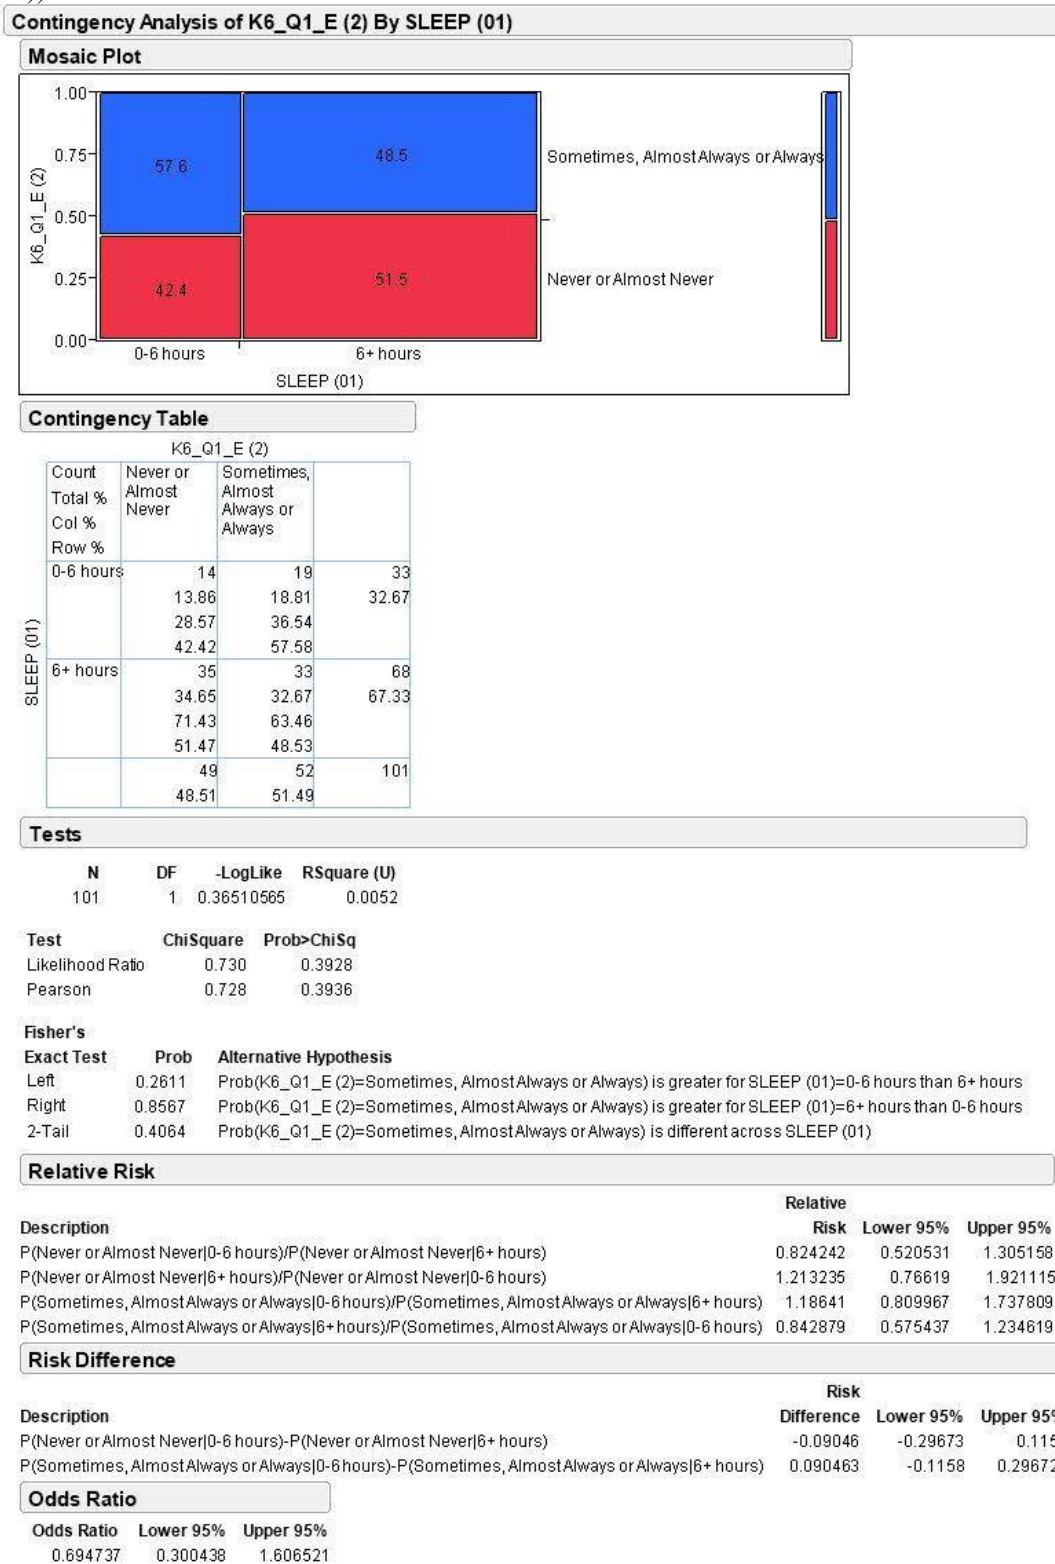 Contingency Analysis of K6_Q1_E (2) By SLEEP (01)
Mosaic Plot
1.00
0.75
0.50
0.25
0.00
K6_Q1_E (2)
57.6
48.5
42.4
51.5
Sometimes, Almost Always or Always
Never or Almost Never
0-6 hours 6+ hours
SLEEP (01)
Contingency Table
K6_Q1_E (2)
SLEEP (01)
Count
Total %
Col %
Row %
Never or
Almost
Never
Sometimes,
Almost
Always or
Always
0-6 hours 14 19 33
13.86 18.81 32.67
28.57 36.54
42.42 57.58
6+ hours 35 33 68
34.65 32.67 67.33
71.43 63.46
51.47 48.53
49 52 101
48.51 51.49
Tests
N DF -LogLike RSquare (U)
101 1 0.36510565 0.0052
Test ChiSquare Prob>ChiSq
Likelihood Ratio 0.730 0.3928
Pearson 0.728 0.3936
Fisher's
Exact Test Prob Alternative Hypothesis
Left 0.2611 Prob(K6_Q1_E (2)=Sometimes, Almost Always or Always) is greater for SLEEP (01)=0-6 hours than 6+ hours
Right 0.8567 Prob(K6_Q1_E (2)=Sometimes, Almost Always or Always) is greater for SLEEP (01)=6+ hours than 0-6 hours
2-Tail 0.4064 Prob(K6_Q1_E (2)=Sometimes, Almost Always or Always) is different across SLEEP (01)
Relative Risk
Relative
Description Risk Lower 95% Upper 95%
P(Never or Almost Never|0-6 hours)/P(Never or Almost Never|6+ hours) 0.824242 0.520531 1.305158
P(Never or Almost Never|6+ hours)/P(Never or Almost Never|0-6 hours) 1.213235 0.76619 1.921115
P(Sometimes, Almost Always or Always|0-6 hours)/P(Sometimes, Almost Always or Always|6+ hours) 1.18641 0.809967 1.737809
P(Sometimes, Almost Always or Always|6+ hours)/P(Sometimes, Almost Always or Always|0-6 hours) 0.842879 0.575437 1.234619
Risk Difference
Risk
Description Difference Lower 95% Upper 95%
P(Never or Almost Never|0-6 hours)-P(Never or Almost Never|6+ hours) -0.09046 -0.29673 0.115
P(Sometimes, Almost Always or Always|0-6 hours)-P(Sometimes, Almost Always or Always|6+ hours) 0.090463 -0.1158 0.29672
Odds Ratio
Odds Ratio Lower 95% Upper 95%
0.694737 0.300438 1.606521